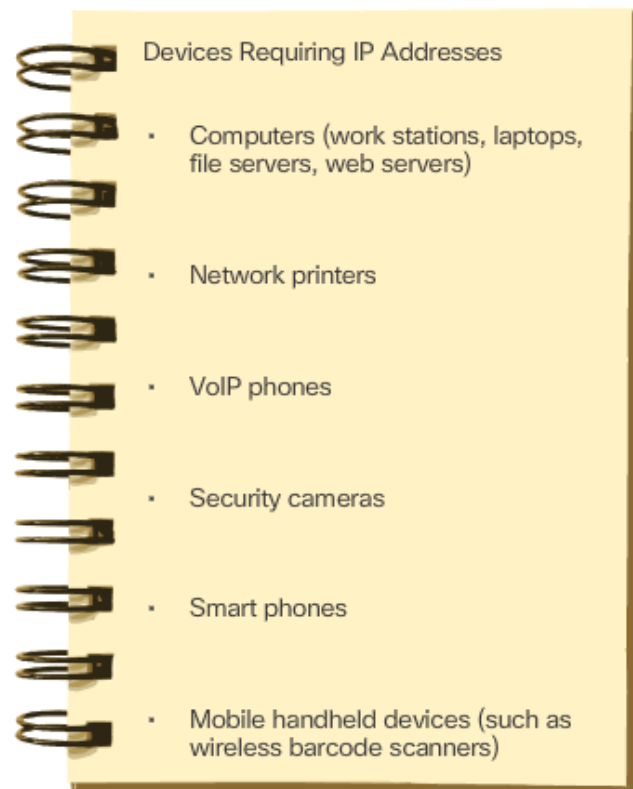 Devices Requiring IP Addresses
· Computers (work stations, laptops,
file servers, web servers)
· Network printers
· VoIP phones
· Security cameras
· Smart phones
· Mobile handheld devices (such as
wireless barcode scanners)